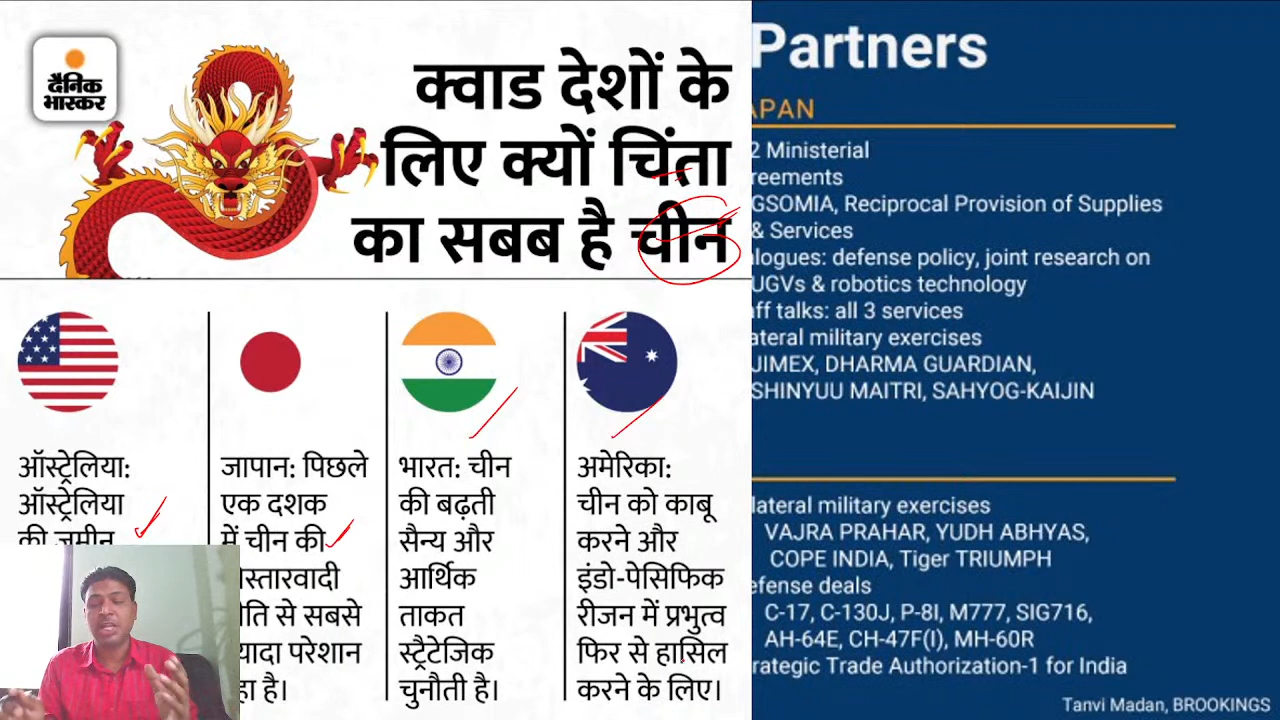 दैनिक
भास्कर
क्वाड देशों के
लिए क्यों चिंता
का सबब है चीन
ऑस्ट्रेलिया:
ऑस्ट्रेलिया
की जमीन
जापान: पिछले
एक दशक
में चीन की
से सबसे
परेशान
है।
भारत: चीन
की बढ़ती
सैन्य और
आर्थिक
ताकत
स्ट्रैटेजिक
चुनौती है।
अमेरिका:
चीन को काबू
करने और
इंडो-पेसिफिक
रीजन में प्रभुत्व
फिर से हासिल
करने के लिए।
Partners
APAN
2 Ministerial
reements
GSOMIA, Reciprocal Provision of Supplies
& Services
logues: defense policy, joint research on
UGVs & robotics technology
ff talks: all 3 services
ateral military exercises
JIMEX, DHARMA GUARDIAN,
SHINYUU MAITRI, SAHYOG-KAIJIN
lateral military exercises
VAJRA PRAHAR, YUDH ABHYAS,
COPE INDIA, Tiger TRIUMPH
efense deals
C-17, C-130J, P-8I, M777, SIG716,
AH-64E, CH-47F(I), MH-60R
rategic Trade Authorization-1 for India
Tanvi Madan, BROOKINGS